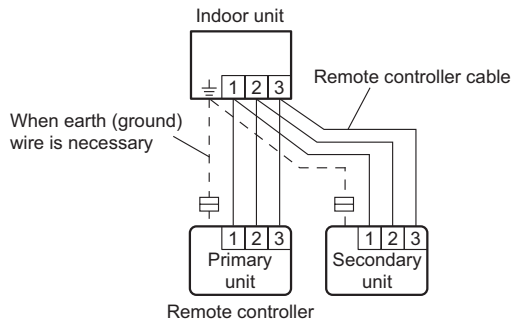 Indoor unit
1 2 3
Remote controller cable
When earth (ground)
wire is necessary
1 2 3
Primary
unit
1 2 3
Secondary
unit
Remote controller